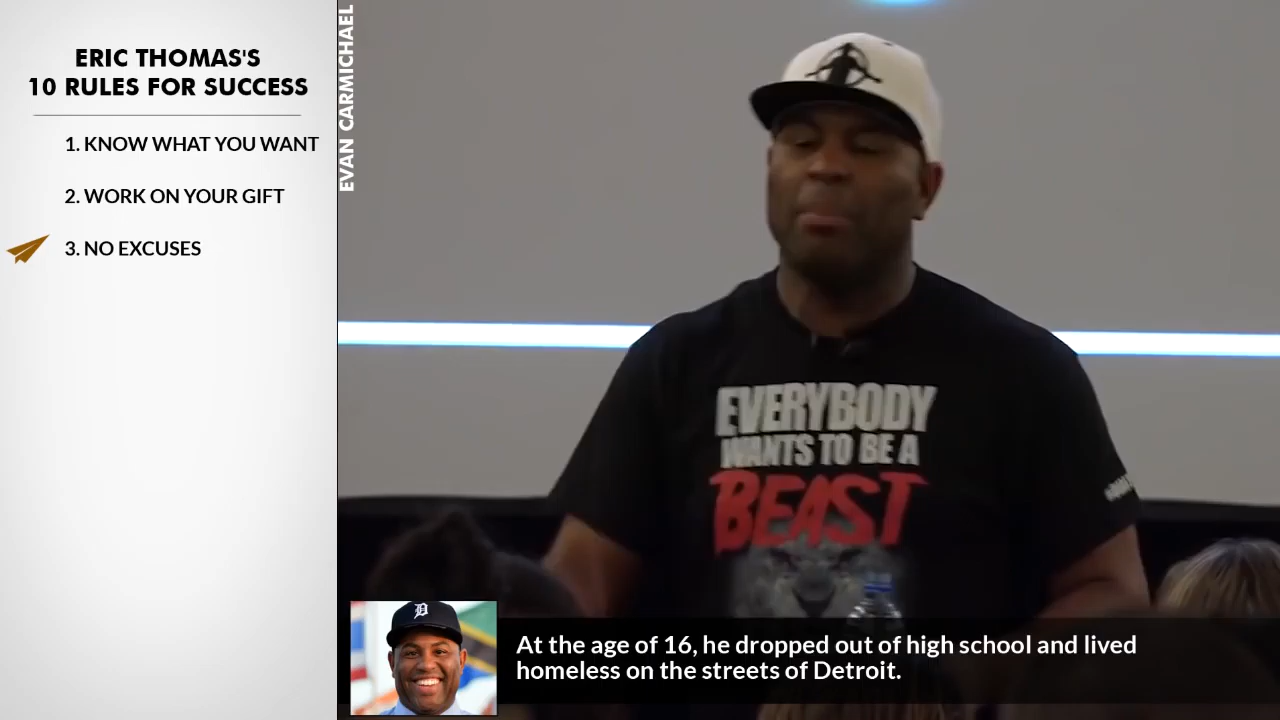 ERIC THOMAS'S
10 RULES FOR SUCCESS
1. KNOW WHAT YOU WANT
2. WORK ON YOUR GIFT
3. NO EXCUSES
EVAN CARMICHAEL
EVERYBODY
WANTS TO BE A
BEAST
D
At the age of 16, he dropped out of high school and lived
homeless on the streets of Detroit.